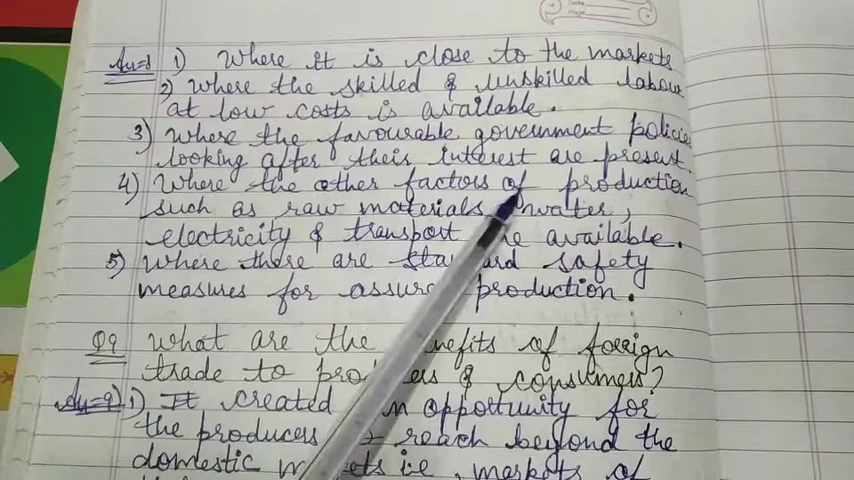 Ans=8 1) Where it is close to the markets
2) Where the skilled & unskilled labour
at low costs is available.
3) Where the favourable government policies
looking after their interest are present.
4) Where the other factors of production
such as raw materials, water,
electricity & transport are available.
5) Where there are standard safety
measures for assured production.
Q9 What are the benefits of foreign
trade to producers & consumers?
Ans=9) 1) It created an opportunity for
the producers to reach beyond the
domestic markets i.e, markets of